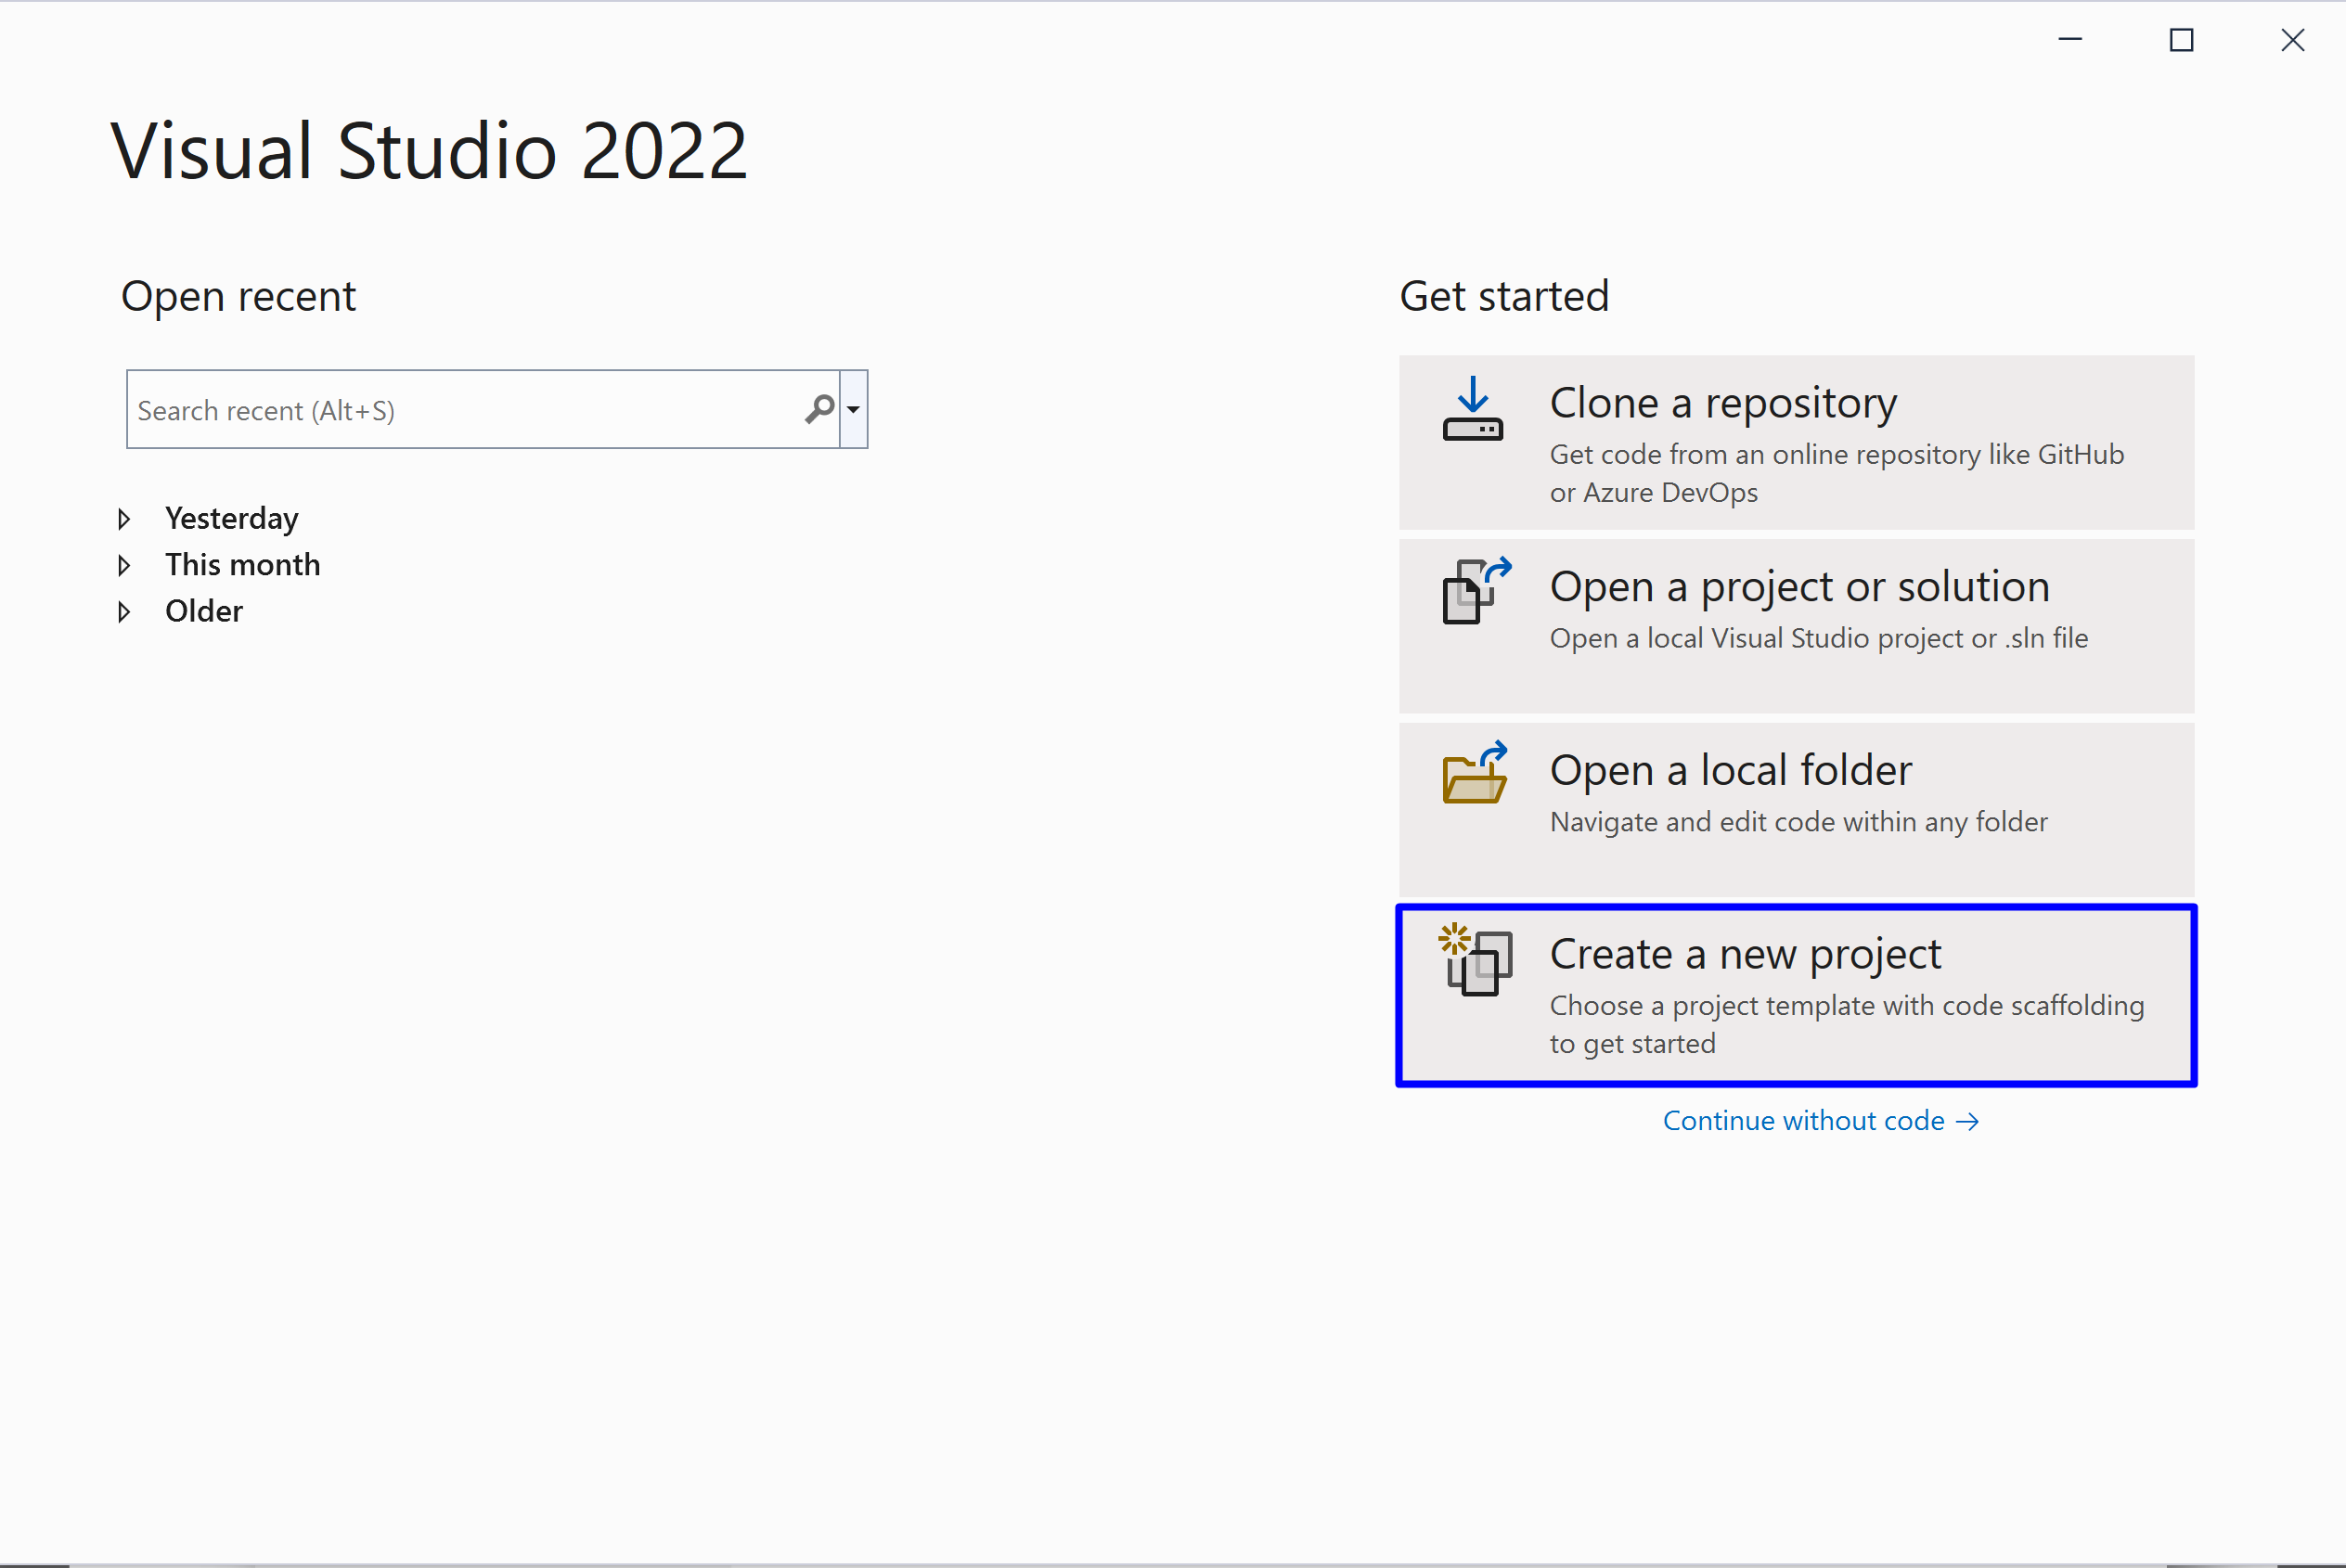 Visual Studio 2022
Open recent
Search recent (Alt+S)
Yesterday
This month
Older
Get started
Clone a repository
Get code from an online repository like GitHub
or Azure DevOps
Open a project or solution
Open a local Visual Studio project or .sln file
Open a local folder
Navigate and edit code within any folder
Create a new project
Choose a project template with code scaffolding
to get started
Continue without code →